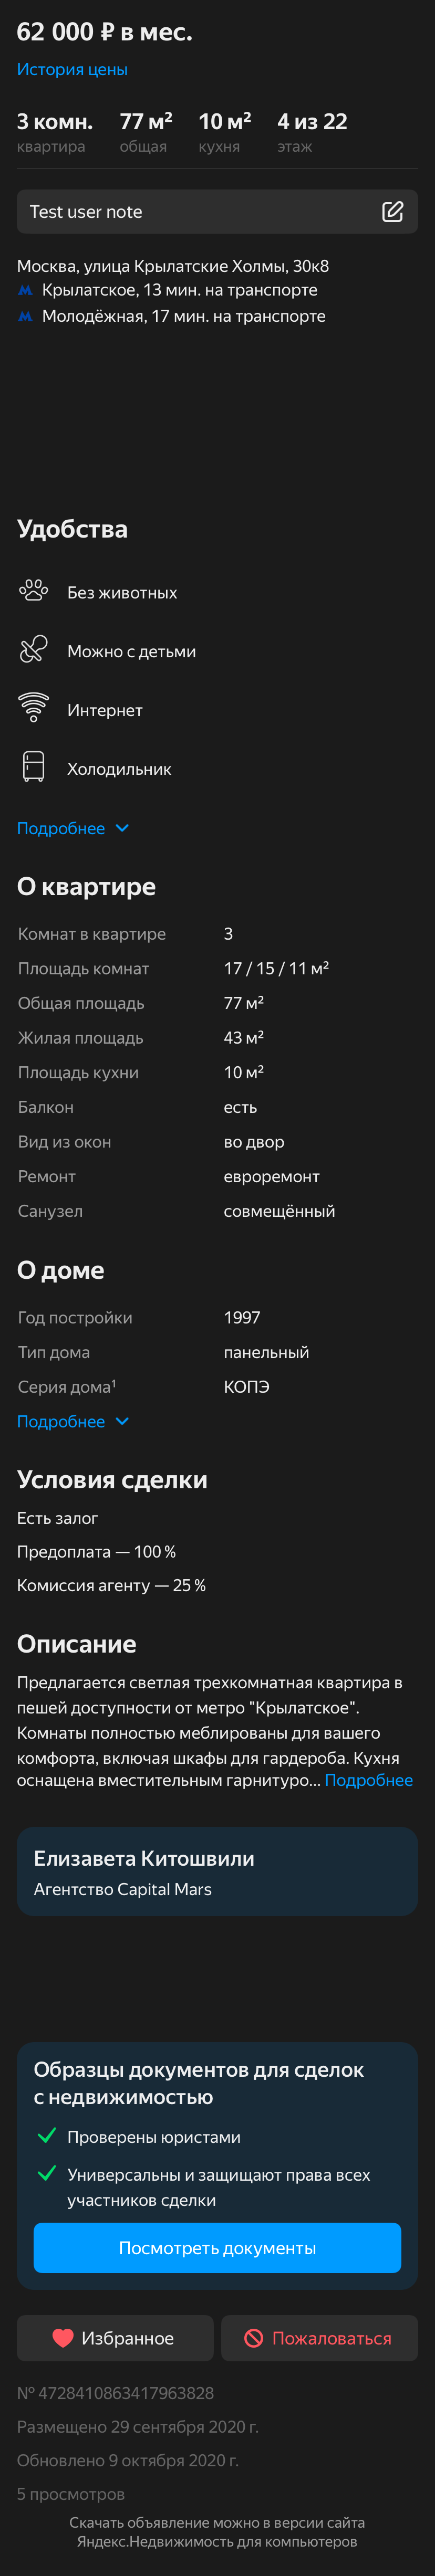 62 000 ₽ в мес.
История цены
3 комн. 77 м² 10 м² 4 из 22
квартира общая кухня этаж
Test user note
Москва, улица Крылатские Холмы, 30к8
Крылатское, 13 мин. на транспорте
Молодёжная, 17 мин. на транспорте
Удобства
Без животных
Можно с детьми
Интернет
Холодильник
Подробнее
О квартире
Комнат в квартире 3
Площадь комнат 17 / 15 / 11 м²
Общая площадь 77 м²
Жилая площадь 43 м²
Площадь кухни 10 м²
Балкон есть
Вид из окон во двор
Ремонт евроремонт
Санузел совмещённый
О доме
Год постройки 1997
Тип дома панельный
Серия дома¹ КОПЭ
Подробнее
Условия сделки
Есть залог
Предоплата — 100 %
Комиссия агенту — 25 %
Описание
Предлагается светлая трехкомнатная квартира в
пешей доступности от метро "Крылатское".
Комнаты полностью меблированы для вашего
комфорта, включая шкафы для гардероба. Кухня
оснащена вместительным гарнитуро... Подробнее
Елизавета Китошвили
Агентство Capital Mars
Образцы документов для сделок
с недвижимостью
Проверены юристами
Универсальны и защищают права всех
участников сделки
Посмотреть документы
Избранное Пожаловаться
№ 4728410863417963828
Размещено 29 сентября 2020 г.
Обновлено 9 октября 2020 г.
5 просмотров
Скачать объявление можно в версии сайта
Яндекс.Недвижимость для компьютеров